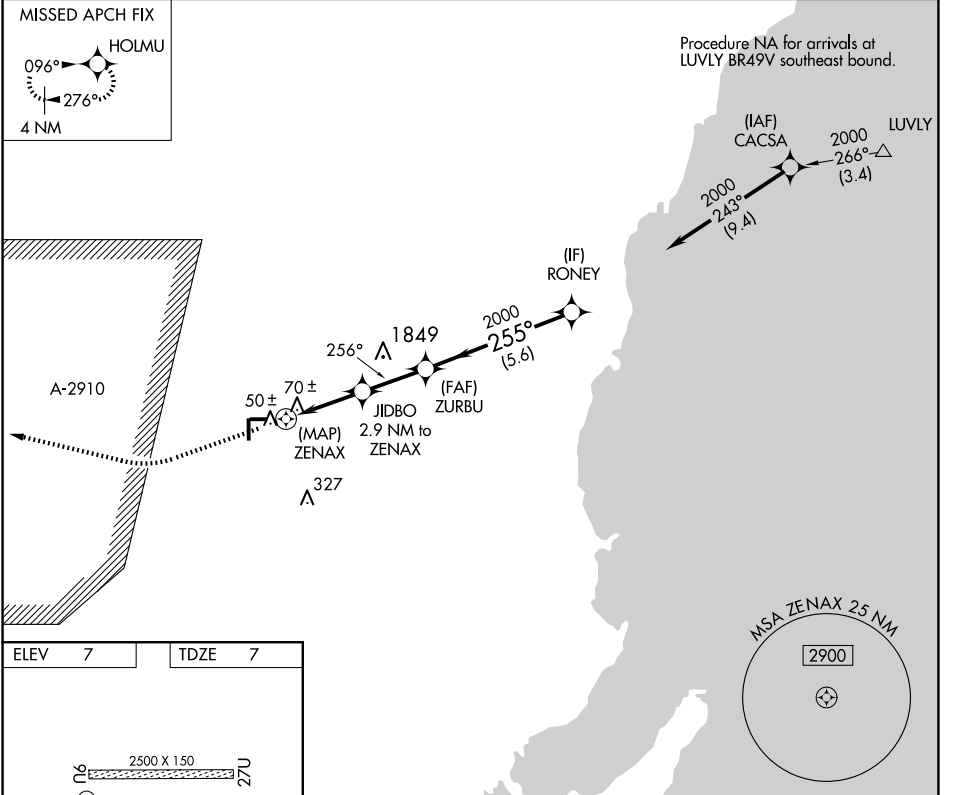 MISSED APCH FIX
HOLMU
096°
276°
4 NM
Procedure NA for arrivals at
LUVLY BR49V southeast bound.
(IAF)
CACSA
LUVLY
2000
266°
(3.4)
2000
243°
(9.4)
(IF)
RONEY
2000
255°
(5.6)
1849
256°
(FAF)
ZURBU
A-2910
70 ±
50 ±
JIDBO
2.9 NM to
ZENAX
(MAP)
ZENAX
327
MSA ZENAX 25 NM
2900
ELEV 7
TDZE 7
2500 X 150
9U
27U